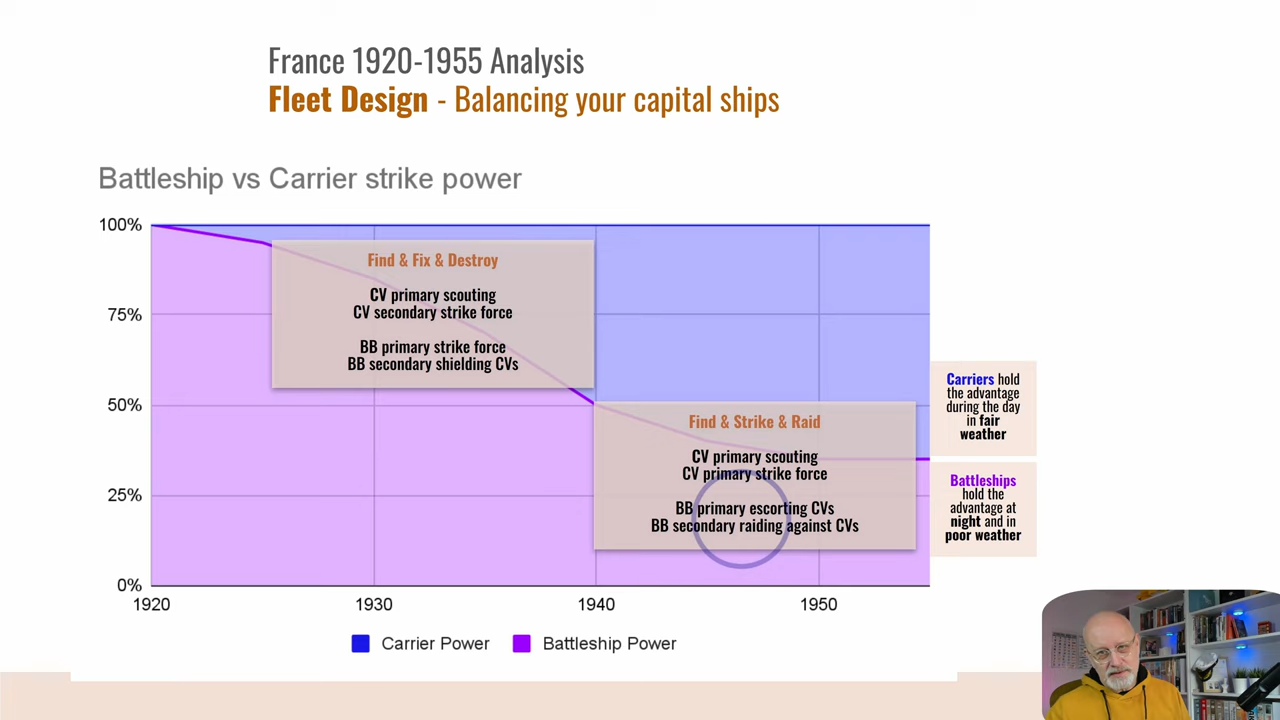 France 1920-1955 Analysis
Fleet Design - Balancing your capital ships
Battleship vs Carrier strike power
100%
75%
50%
25%
0%
1920
1930
1940
1950
Find & Fix & Destroy
CV primary scouting
CV secondary strike force
BB primary strike force
BB secondary shielding CVs
Find & Strike & Raid
CV primary scouting
CV primary strike force
BB primary escorting CVs
BB secondary raiding against CVs
Carriers hold
the advantage
during the day
in fair
weather
Battleships
hold the
advantage at
night and in
poor weather
Carrier Power
Battleship Power